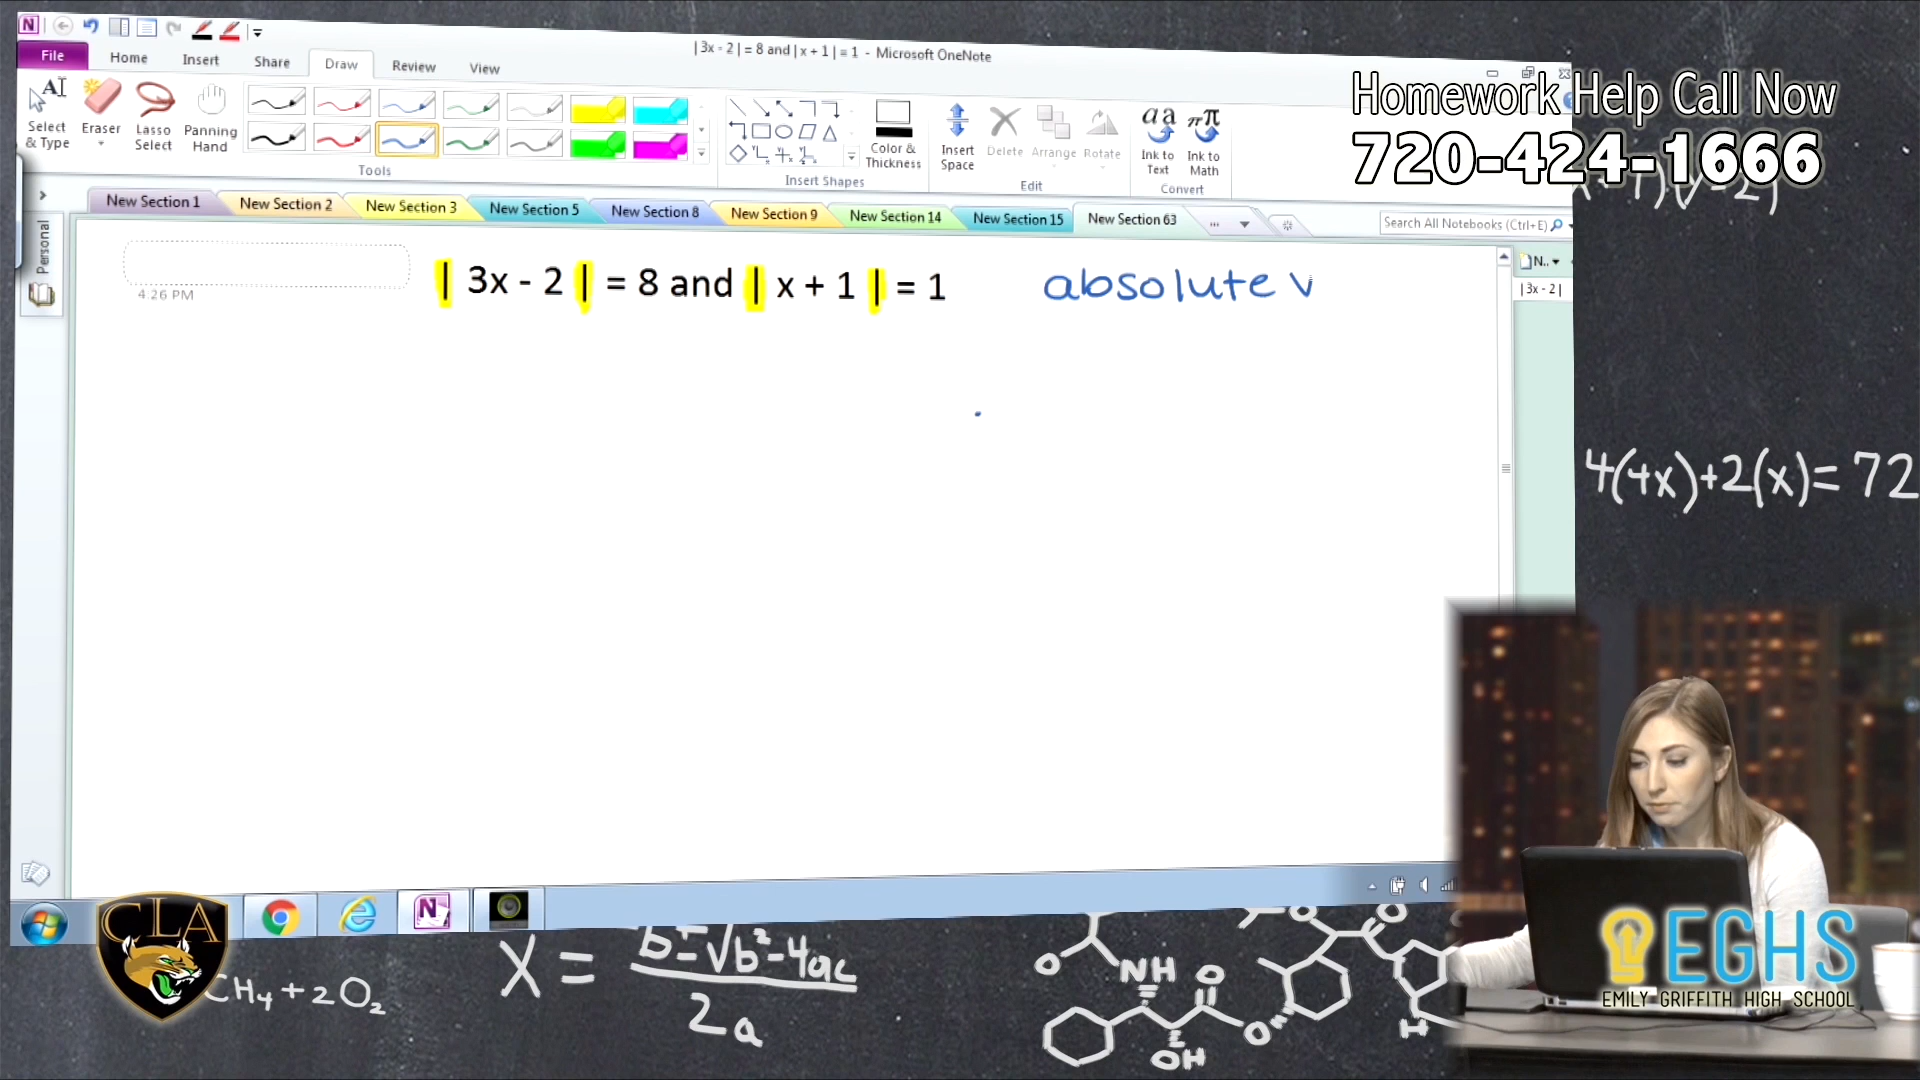 | 3x - 2 | = 8 and | x + 1 | = 1 - Microsoft OneNote
File Home Insert Share Draw Review View
Homework Help Call Now
720-424-1666
Select & Type
Eraser
Lasso Select
Panning Hand
Tools
Insert Shapes
Color & Thickness
Insert Space
Delete
Arrange
Rotate
Edit
Ink to Text
Ink to Math
Convert
New Section 1 New Section 2 New Section 3 New Section 5 New Section 8 New Section 9 New Section 14 New Section 15 New Section 63 ...
Search All Notebooks (Ctrl+E)
Personal
N..
| 3x - 2 |
4:26 PM
| 3x - 2 | = 8 and | x + 1 | = 1
absolute v
4(4x)+2(x)=72
CLA
CH4 + 2O2
X = b±√b²-4ac
2a
O NH O O O
O
OH
H
EGHS
EMILY GRIFFITH HIGH SCHOOL